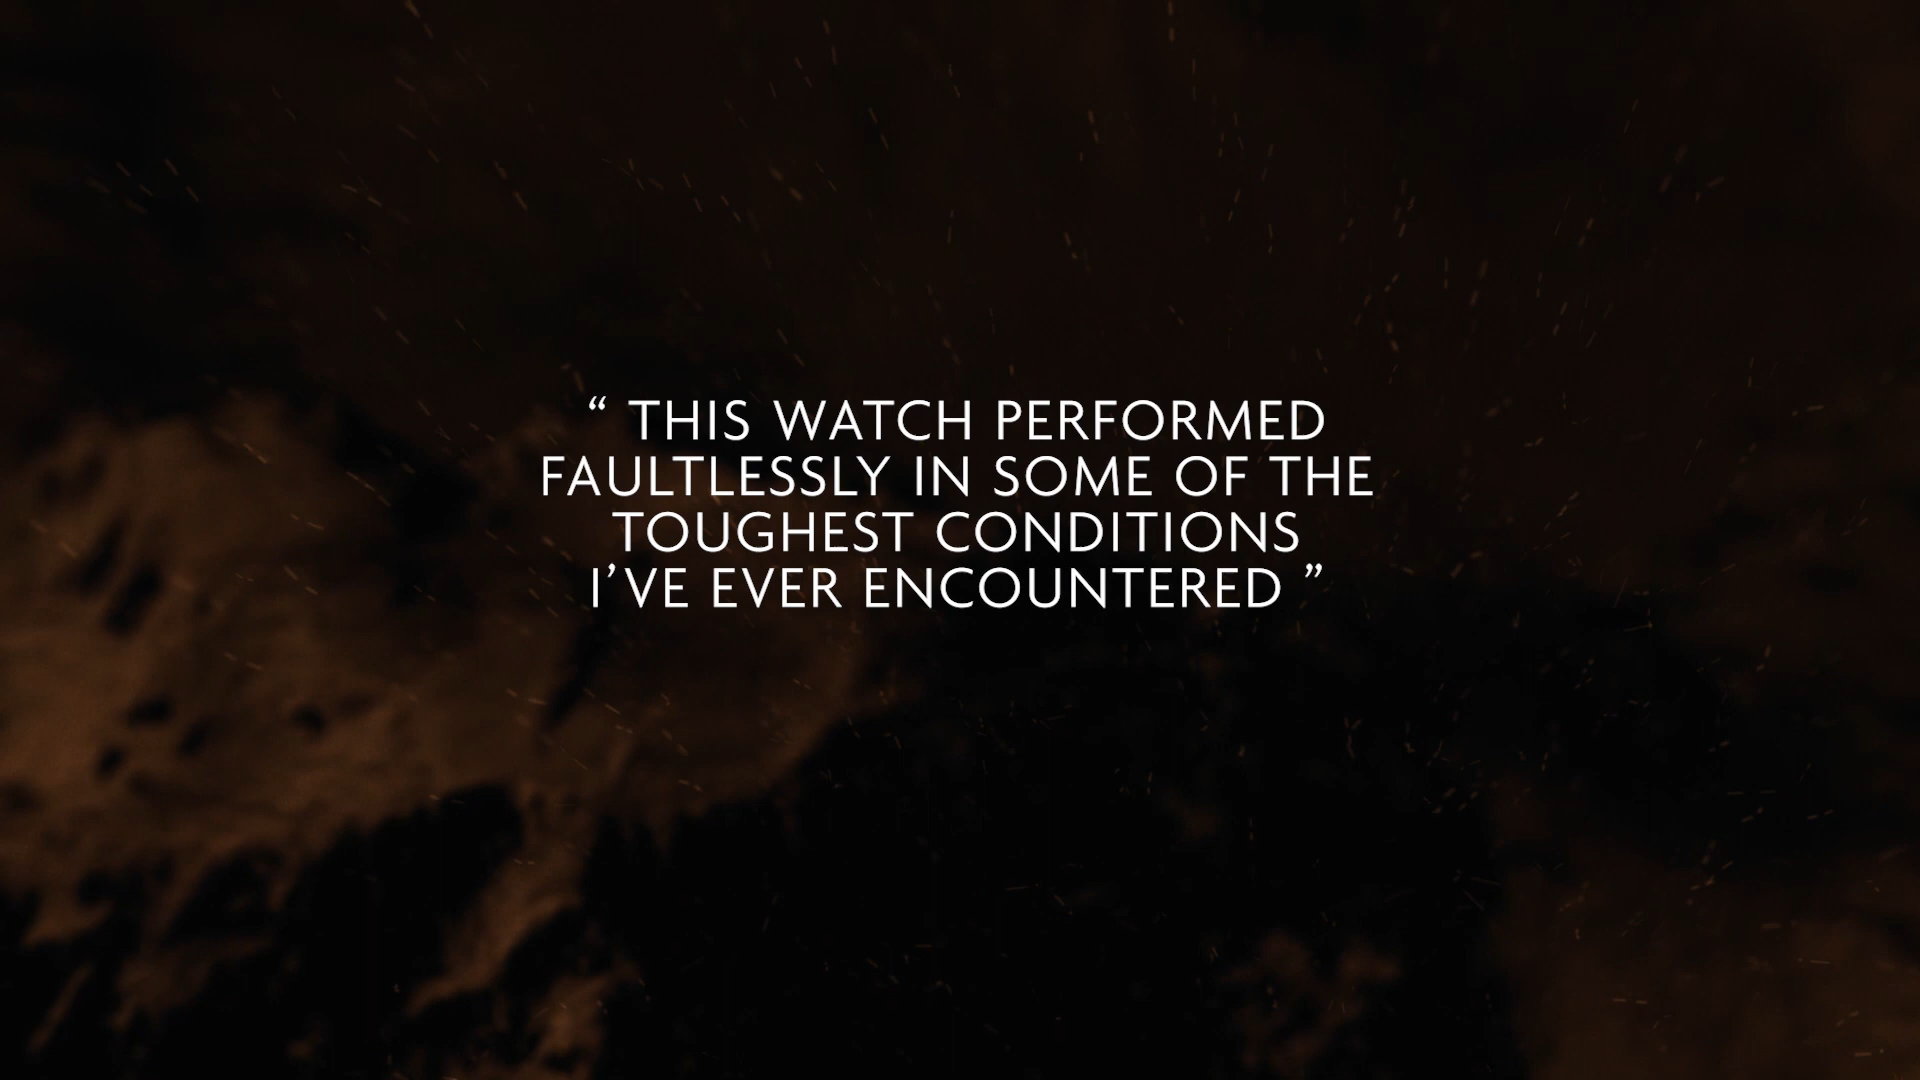 “ THIS WATCH PERFORMED
FAULTLESSLY IN SOME OF THE
TOUGHEST CONDITIONS
I’VE EVER ENCOUNTERED ”